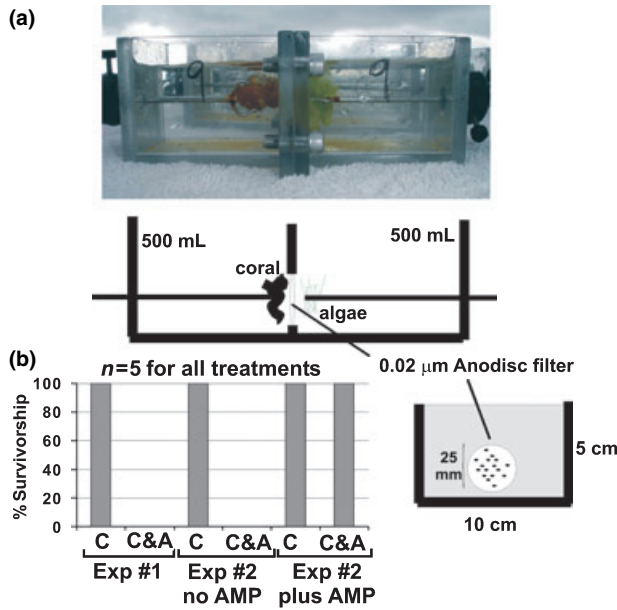 (a)
9
9
500 mL
500 mL
coral
algae
(b)
n=5 for all treatments
0.02 μm Anodisc filter
100
80
60
40
20
0
% Survivorship
C
C&A
C
C&A
C
C&A
Exp #1
Exp #2
no AMP
Exp #2
plus AMP
25
mm
5 cm
10 cm